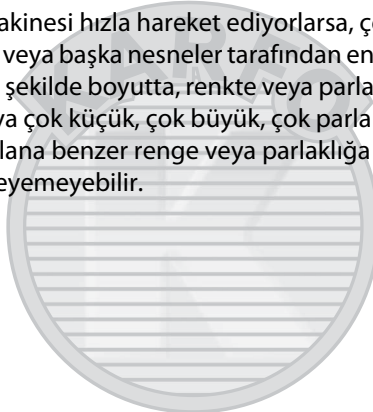 akinesi hızla hareket ediyorlarsa, ç
veya başka nesneler tarafından en
şekilde boyutta, renkte veya parla
a çok küçük, çok büyük, çok parla
lana benzer renge veya parlaklığa
eyemeyebilir.
KARFO
K